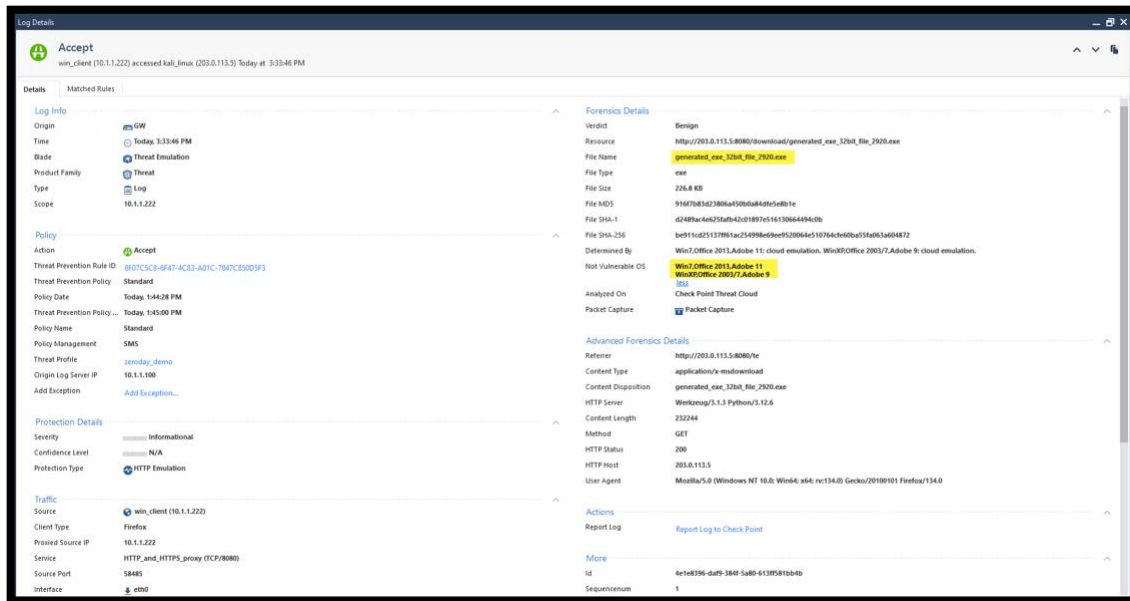 Log Details
Accept
win_client (10.1.1.222) accessed kali_linux (203.0.113.5) Today at 3:33:46 PM
Details Matched Rules
Log Info
Origin GW
Time Today, 3:33:46 PM
Blade Threat Emulation
Product Family Threat
Type Log
Scope 10.1.1.222
Policy
Action Accept
Threat Prevention Rule ID 8F07C5C8-6F47-4C83-A01C-7847C850D5F3
Threat Prevention Policy Standard
Policy Date Today, 1:44:28 PM
Threat Prevention Policy ... Today, 1:45:00 PM
Policy Name Standard
Policy Management SMS
Threat Profile zeroday_demo
Origin Log Server IP 10.1.1.100
Add Exception Add Exception...
Protection Details
Severity Informational
Confidence Level N/A
Protection Type HTTP Emulation
Traffic
Source win_client (10.1.1.222)
Client Type Firefox
Proxied Source IP 10.1.1.222
Service HTTP_and_HTTPS_proxy (TCP/8080)
Source Port 58485
Interface eth0
Forensics Details
Verdict Benign
Resource http://203.0.113.5:8080/download/generated_exe_32bit_file_2920.exe
File Name generated_exe_32bit_file_2920.exe
File Type exe
File Size 226.8 KB
File MD5 916f7b83d23806a450b0a84dfe5e8b1e
File SHA-1 d2489ac4e625fafb42c01897e516130664494c0b
File SHA-256
Determined By Win7,Office 2013,Adobe 11: cloud emulation. WinXP,Office 2003/7,Adobe 9: cloud emulation.
Not Vulnerable OS Win7,Office 2013,Adobe 11
WinXP,Office 2003/7,Adobe 9
less
Analyzed On Check Point Threat Cloud
Packet Capture Packet Capture
Advanced Forensics Details
Referrer http://203.0.113.5:8080/te
Content Type application/x-msdownload
Content Disposition generated_exe_32bit_file_2920.exe
HTTP Server Werkzeug/3.1.3 Python/3.12.6
Content Length 232244
Method GET
HTTP Status 200
HTTP Host 203.0.113.5
User Agent Mozilla/5.0 (Windows NT 10.0; Win64; x64; rv:134.0) Gecko/20100101 Firefox/134.0
Actions
Report Log Report Log to Check Point
More
Id 4e1e8396-daf9-384f-5a80-613ff581bb4b
Sequencenum 1